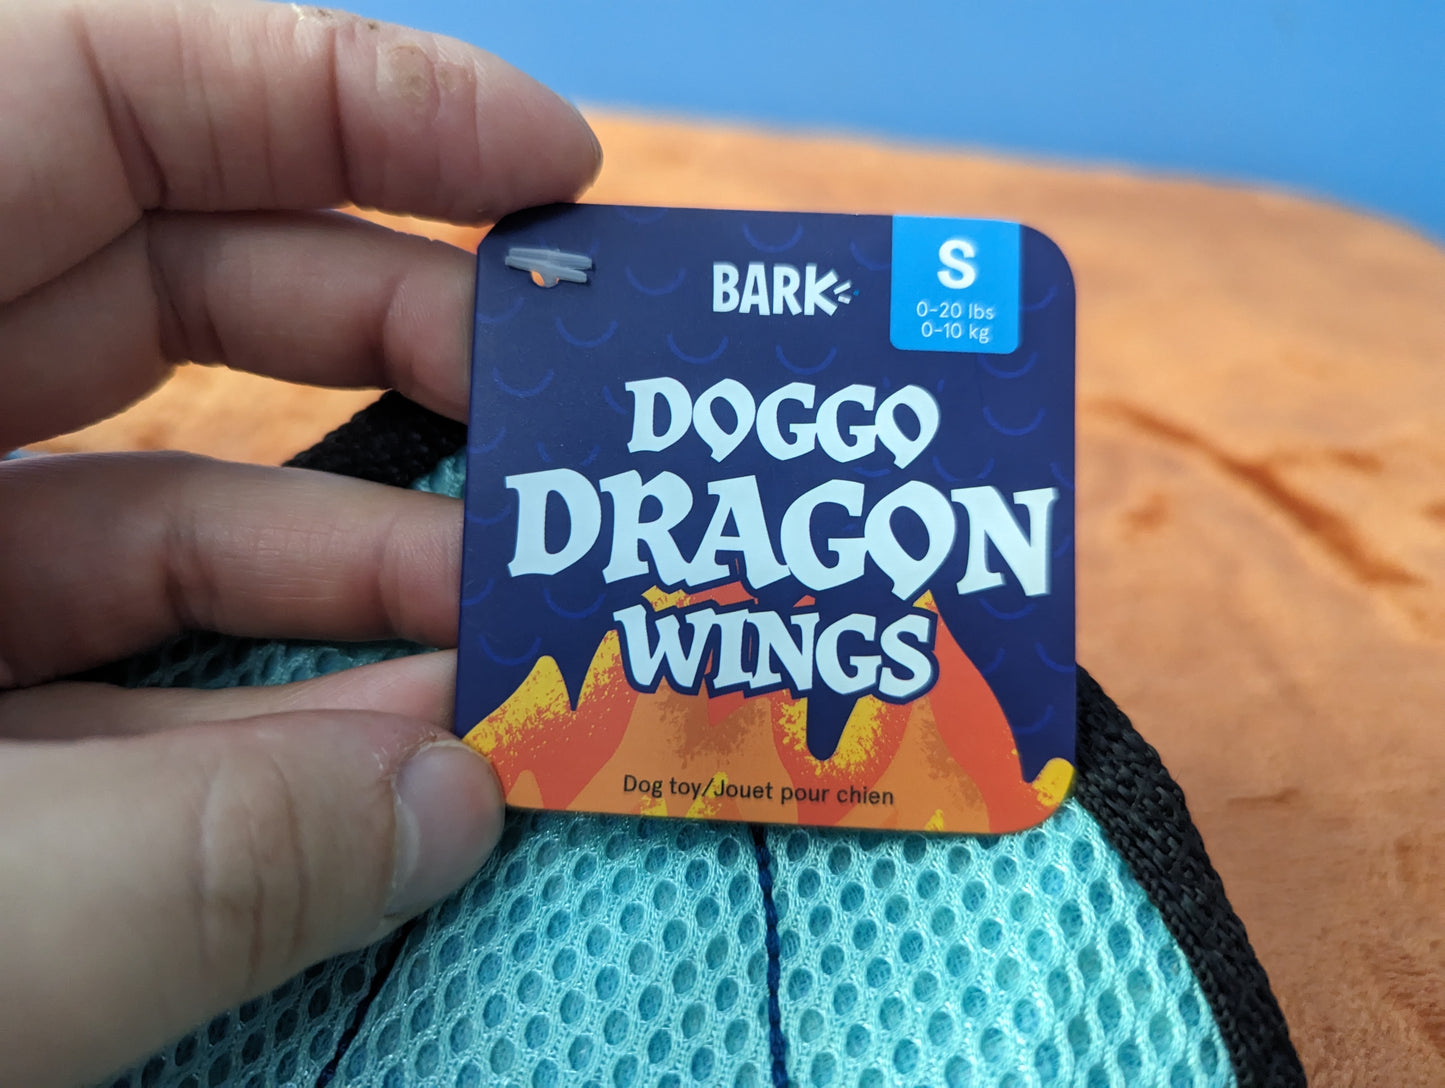 BARK
S
0-20 lbs
0-10 kg
DOGGO
DRAGON
WINGS
Dog toy/Jouet pour chien